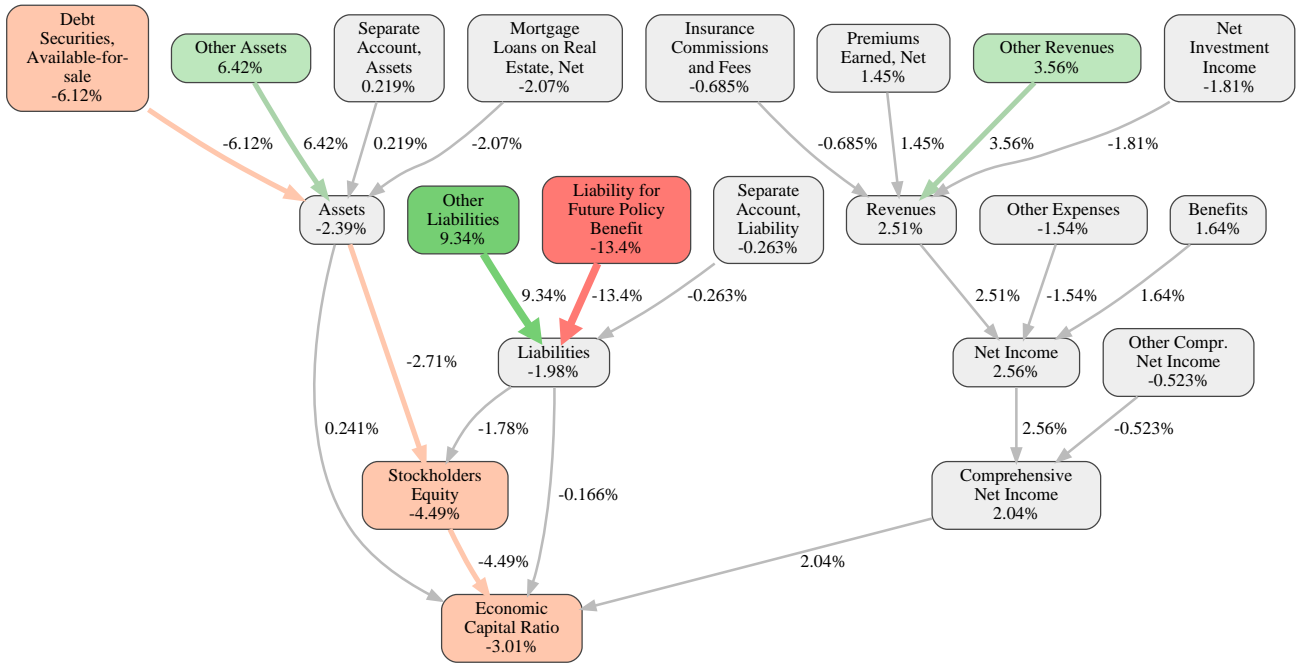 Debt
Securities,
Available-for-
sale
-6.12%
Other Assets
6.42%
Separate
Account,
Assets
0.219%
Mortgage
Loans on Real
Estate, Net
-2.07%
Insurance
Commissions
and Fees
-0.685%
Premiums
Earned, Net
1.45%
Other Revenues
3.56%
Net
Investment
Income
-1.81%
-6.12%
6.42%
0.219%
-2.07%
-0.685%
1.45%
3.56%
-1.81%
Assets
-2.39%
Other
Liabilities
9.34%
Liability for
Future Policy
Benefit
-13.4%
Separate
Account,
Liability
-0.263%
Revenues
2.51%
Other Expenses
-1.54%
Benefits
1.64%
9.34%
-13.4%
-0.263%
2.51%
-1.54%
1.64%
-2.71%
Liabilities
-1.98%
Net Income
2.56%
Other Compr.
Net Income
-0.523%
0.241%
-1.78%
2.56%
-0.523%
Stockholders
Equity
-4.49%
-0.166%
Comprehensive
Net Income
2.04%
-4.49%
2.04%
Economic
Capital Ratio
-3.01%